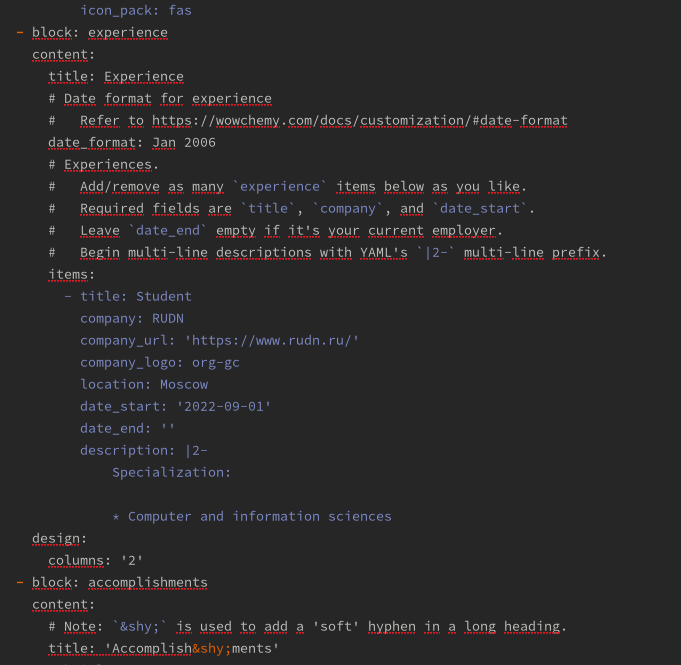 icon_pack: fas
- block: experience
  content:
    title: Experience
    # Date format for experience
    #   Refer to https://wowchemy.com/docs/customization/#date-format
    date_format: Jan 2006
    # Experiences.
    #   Add/remove as many `experience` items below as you like.
    #   Required fields are `title`, `company`, and `date_start`.
    #   Leave `date_end` empty if it's your current employer.
    #   Begin multi-line descriptions with YAML's `|2-` multi-line prefix.
    items:
      - title: Student
        company: RUDN
        company_url: 'https://www.rudn.ru/'
        company_logo: org-gc
        location: Moscow
        date_start: '2022-09-01'
        date_end: ''
        description: |2-
            Specialization:

            * Computer and information sciences
  design:
    columns: '2'
- block: accomplishments
  content:
    # Note: `&shy;` is used to add a 'soft' hyphen in a long heading.
    title: 'Accomplish&shy;ments'